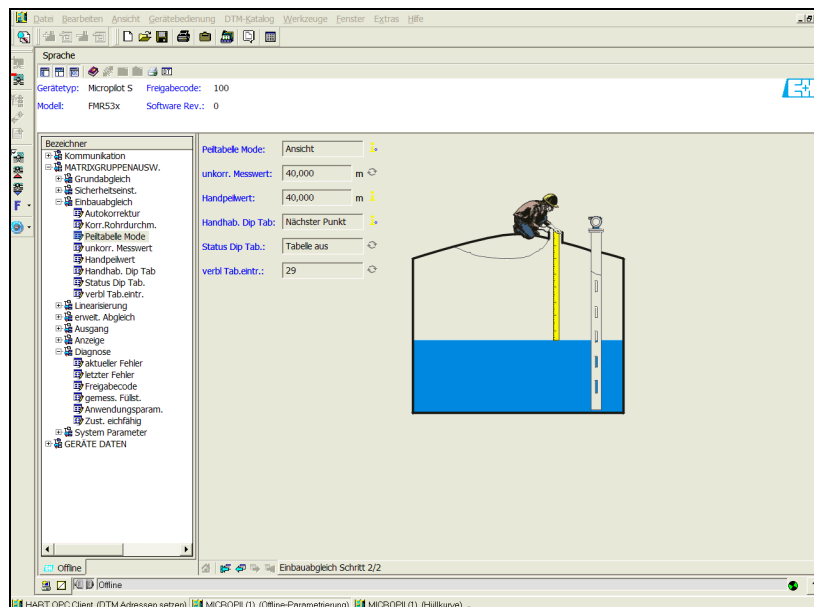 Datei Bearbeiten Ansicht Gerätebedienung DTM-Katalog Werkzeuge Fenster Extras Hilfe
Sprache
Gerätetyp: Micropilot S Freigabecode: 100
Modell: FMR53x Software Rev.: 0
E+
Bezeichner
Kommunikation
MATRIXGRUPPENAUSW.
Grundabgleich
Sicherheitseinst.
Einbauabgleich
Autokorrektur
Korr.Rohrdurchm.
Peiltabelle Mode
unkorr. Messwert
Handpeilwert
Handhab. Dip Tab
Status Dip Tab.
verbl Tab.eintr.
Linearisierung
erweit. Abgleich
Ausgang
Anzeige
Diagnose
aktueller Fehler
letzter Fehler
Freigabecode
gemess. Füllst.
Anwendungsparam.
Zust. eichfähig
System Parameter
GERÄTE DATEN
Peiltabelle Mode: Ansicht
unkorr. Messwert: 40,000 m
Handpeilwert: 40,000 m
Handhab. Dip Tab: Nächster Punkt
Status Dip Tab.: Tabelle aus
verbl Tab.eintr.: 29
F
Offline
Einbauabgleich Schritt 2/2
Offline
HART OPC Client (DTM Adressen setzen) MICROPIL(1) (Offline-Parametrierung) MICROPIL(1) (Hüllkurve)